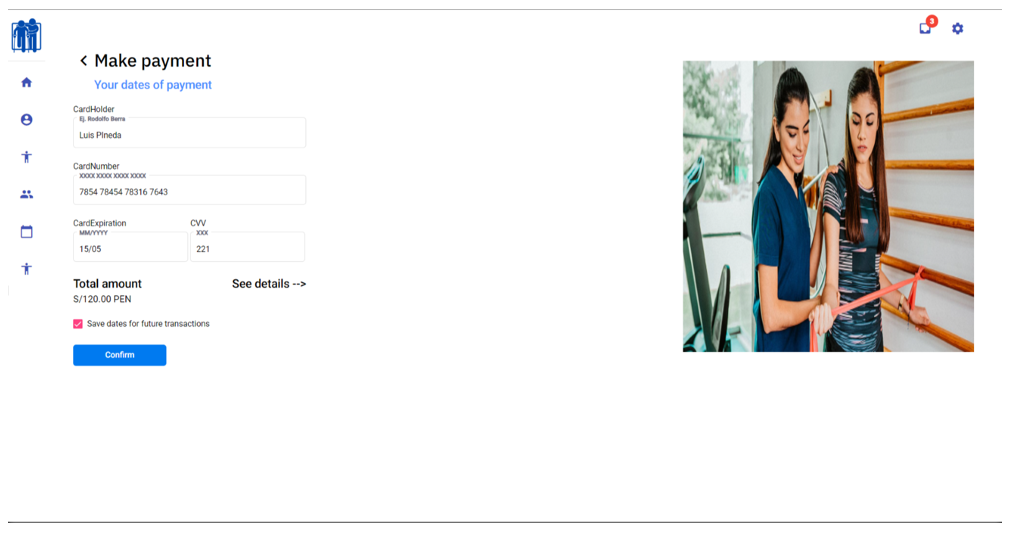 3
< Make payment
Your dates of payment
CardHolder
Ej. Rodolfo Berra
Luis PIneda
CardNumber
XXXX XXXX XXXX XXXX
7854 78454 78316 7643
CardExpiration CVV
MM/YYYY XXX
15/05 221
Total amount See details -->
S/120.00 PEN
Save dates for future transactions
Confirm